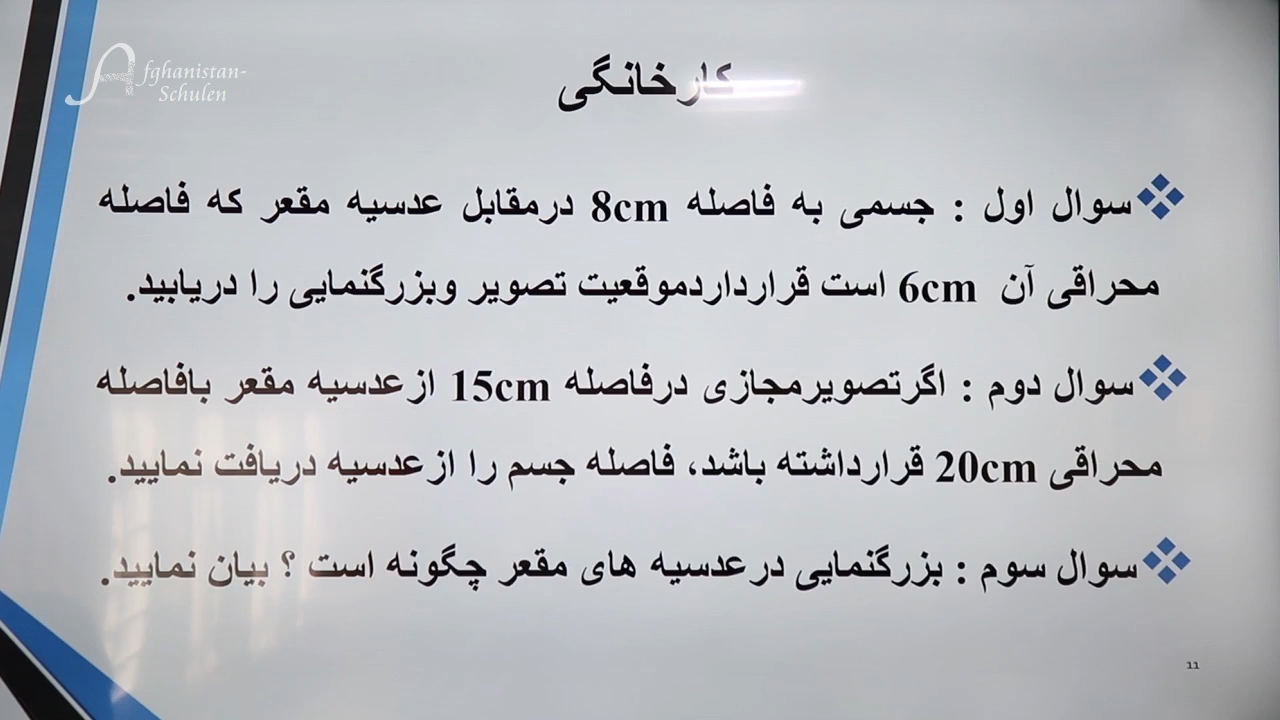 Afghanistan-
Schulen
کارخانگی
سوال اول : جسمی به فاصله 8cm درمقابل عدسیه مقعر که فاصله
محراقی آن 6cm است قراردارد‌موقعیت تصویر وبزرگنمایی را دریابید.
سوال دوم : اگرتصویرمجازی درفاصله 15cm ازعدسیه مقعر بافاصله
محراقی 20cm قرارداشته باشد، فاصله جسم را ازعدسیه دریافت نمایید.
سوال سوم : بزرگنمایی درعدسیه های مقعر چگونه است ؟ بیان نمایید.
11